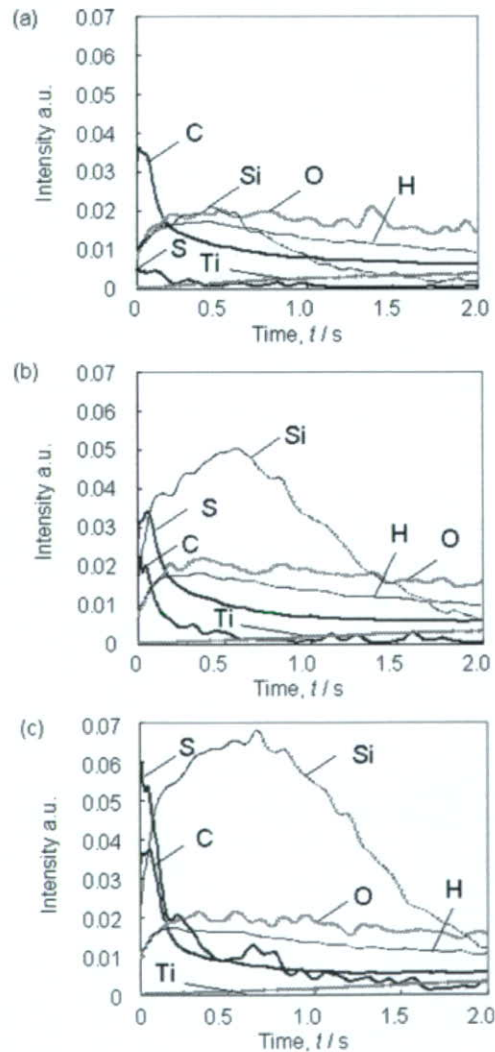 (a)
0.07
0.06
0.05
0.04
0.03
0.02
0.01
0
Intensity a.u.
C
Si
O
H
S
Ti
0 0.5 1.0 1.5 2.0
Time, t / s
(b)
0.07
0.06
0.05
0.04
0.03
0.02
0.01
0
Intensity a.u.
Si
S
C
H
O
Ti
0 0.5 1.0 1.5 2.0
Time, t / s
(c)
0.07
0.06
0.05
0.04
0.03
0.02
0.01
0
Intensity a.u.
S
Si
C
O
H
Ti
0 0.5 1.0 1.5 2.0
Time, t / s